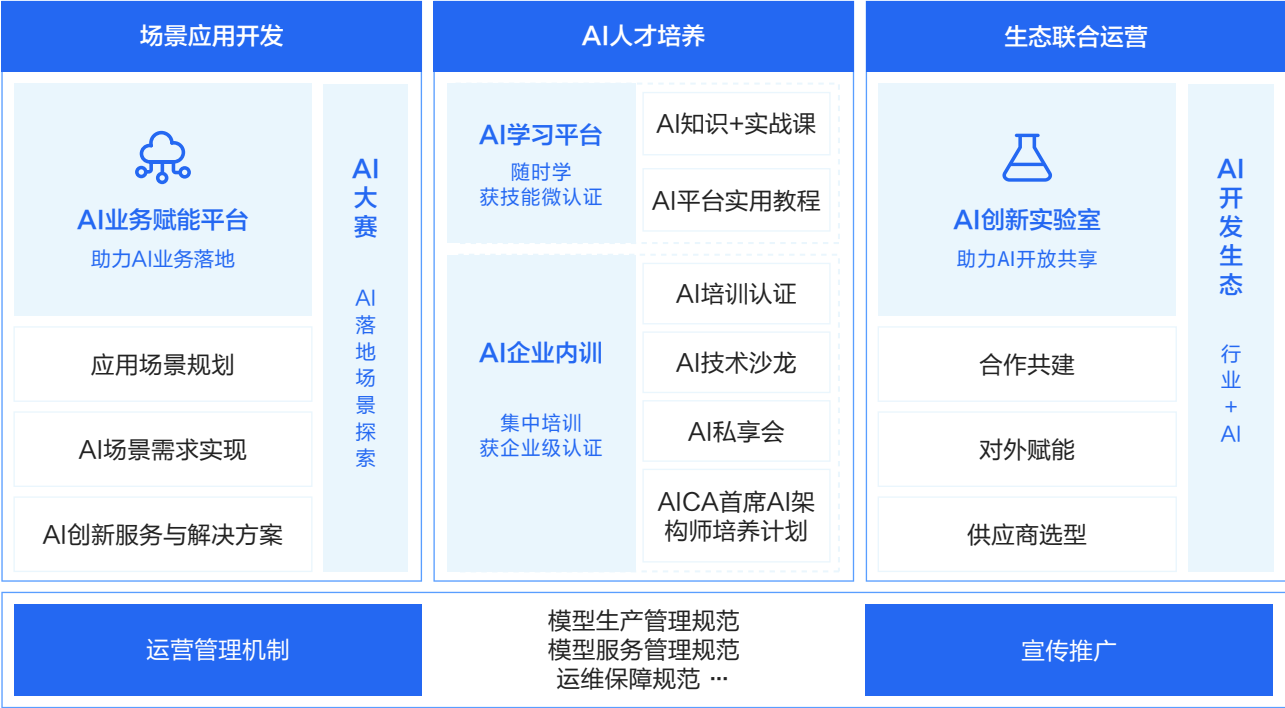 场景应用开发
AI业务赋能平台
助力AI业务落地
应用场景规划
AI场景需求实现
AI创新服务与解决方案
AI
大
赛
AI
落
地
场
景
探
索
AI人才培养
AI学习平台
随时学
获技能微认证
AI知识+实战课
AI平台实用教程
AI企业内训
集中培训
获企业级认证
AI培训认证
AI技术沙龙
AI私享会
AICA首席AI架
构师培养计划
生态联合运营
AI创新实验室
助力AI开放共享
合作共建
对外赋能
供应商选型
AI
开
发
生
态
行
业
+
AI
运营管理机制
模型生产管理规范
模型服务管理规范
运维保障规范 ···
宣传推广